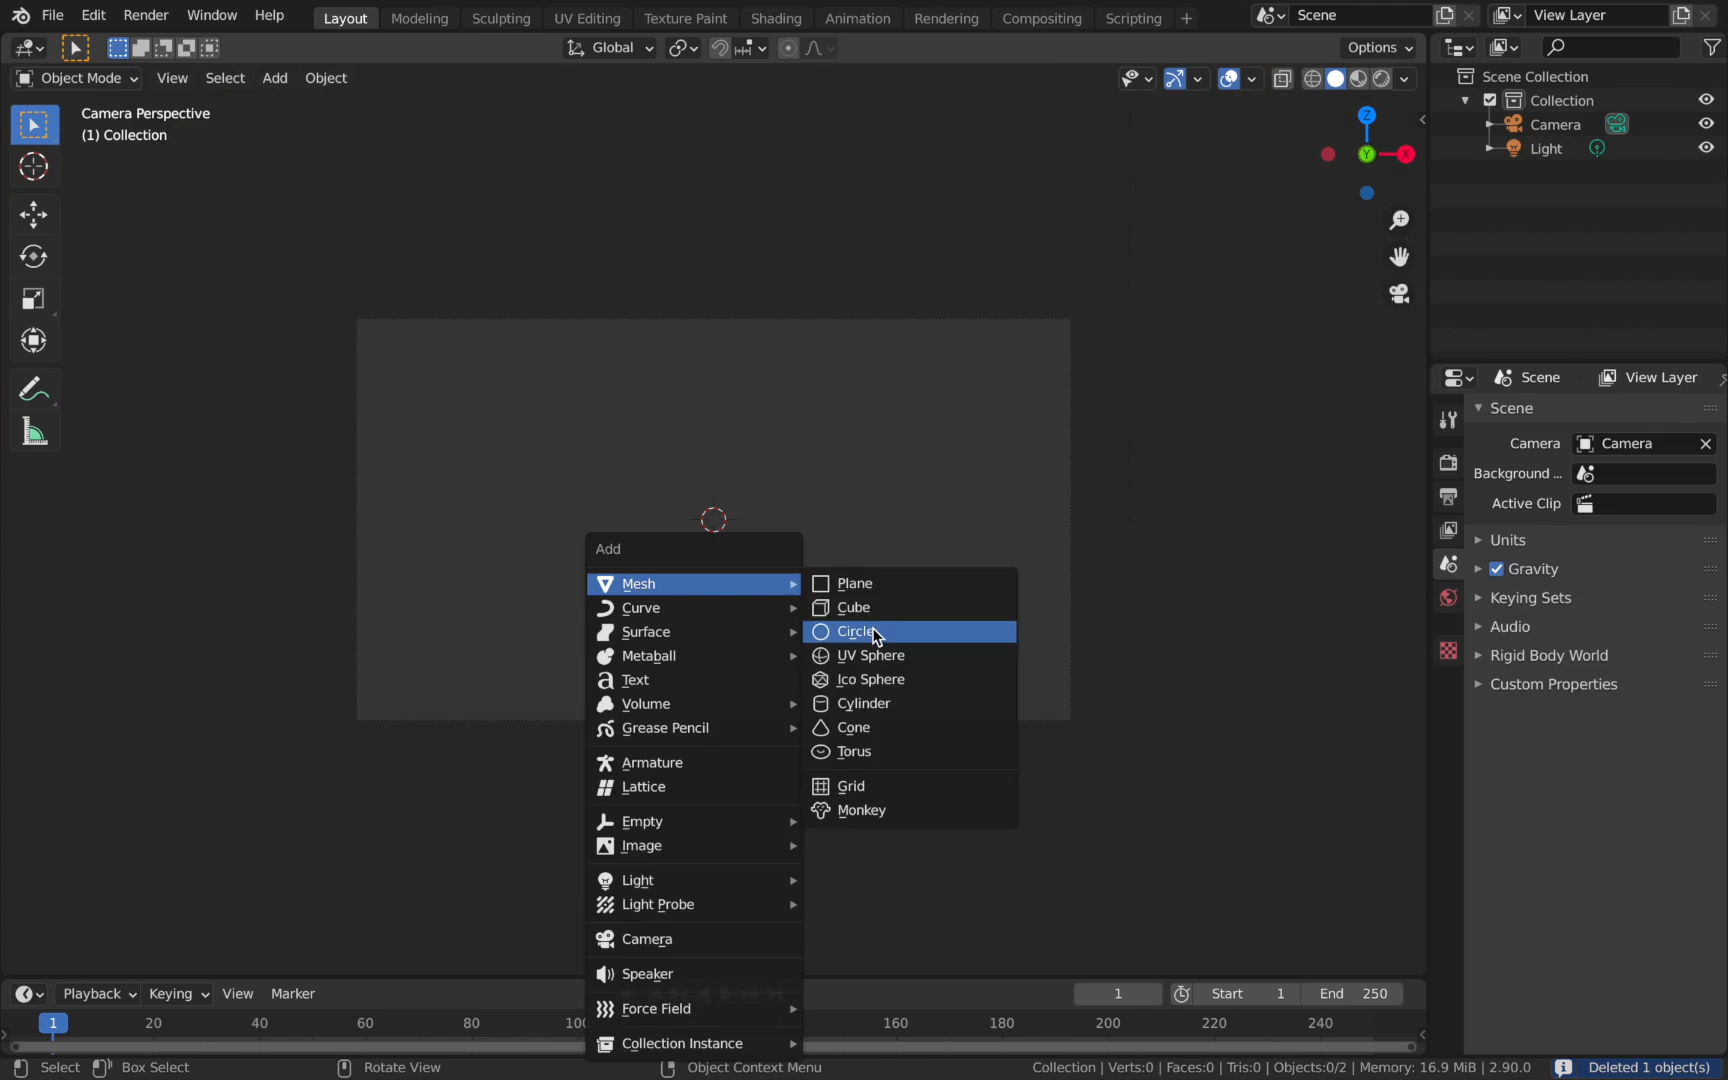 File Edit Render Window Help Layout Modeling Sculpting UV Editing Texture Paint Shading Animation Rendering Compositing Scripting + Scene View Layer
Global Options
Object Mode View Select Add Object
Camera Perspective
(1) Collection
Z
Y X
Scene Collection
Collection
Camera
Light
Scene View Layer
Scene
Camera Camera
Background ...
Active Clip
Units
Gravity
Keying Sets
Audio
Rigid Body World
Custom Properties
Add
Mesh
Curve
Surface
Metaball
Text
Volume
Grease Pencil
Armature
Lattice
Empty
Image
Light
Light Probe
Camera
Speaker
Force Field
Collection Instance
Plane
Cube
Circle
UV Sphere
Ico Sphere
Cylinder
Cone
Torus
Grid
Monkey
Playback Keying View Marker 1 Start 1 End 250
1 20 40 60 80 160 180 200 220 240
Select Box Select Rotate View Object Context Menu Collection | Verts:0 | Faces:0 | Tris:0 | Objects:0/2 | Memory: 16.9 MiB | 2.90.0 Deleted 1 object(s)